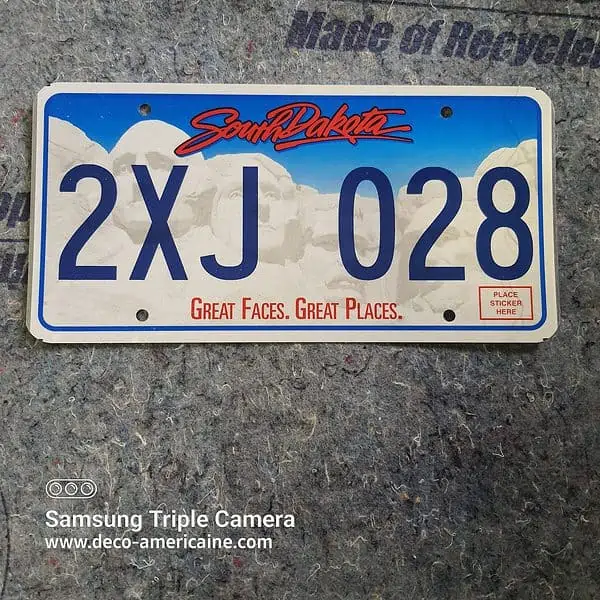 Made of Recycled
South Dakota
2XJ 028
GREAT FACES. GREAT PLACES.
PLACE
STICKER
HERE
Samsung Triple Camera
www.deco-americaine.com